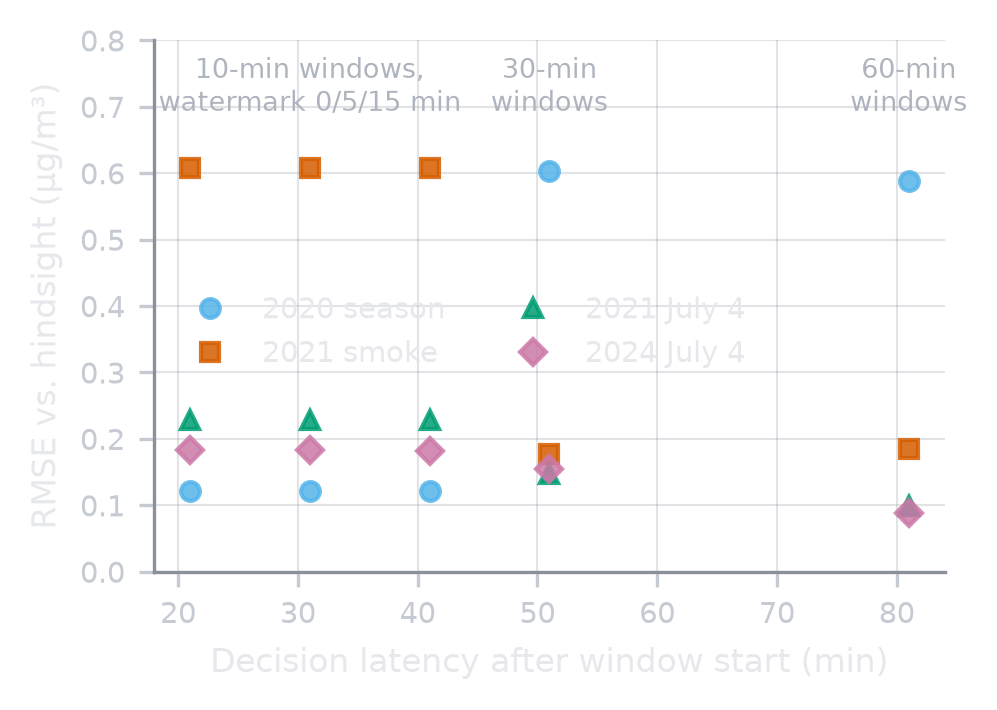 0.8
0.7
0.6
0.5
0.4
0.3
0.2
0.1
0.0
RMSE vs. hindsight (μg/m³)
10-min windows,
watermark 0/5/15 min
30-min
windows
60-min
windows
2020 season
2021 smoke
2021 July 4
2024 July 4
20 30 40 50 60 70 80
Decision latency after window start (min)